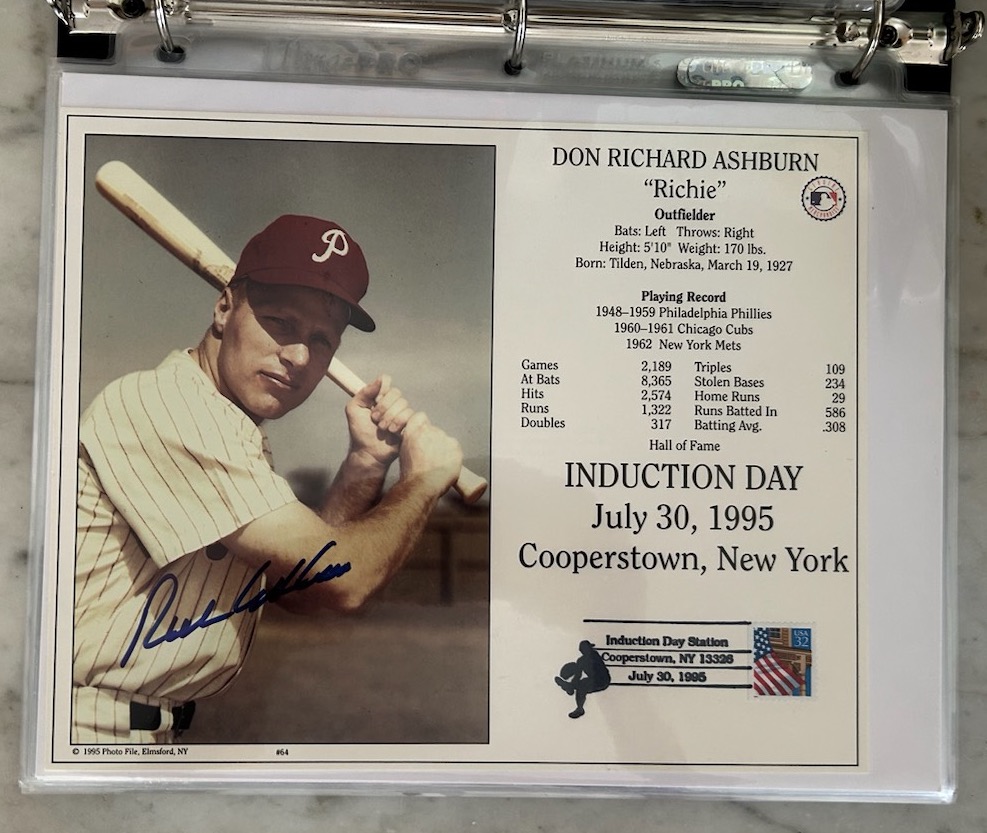 DON RICHARD ASHBURN
“Richie”
Outfielder
Bats: Left Throws: Right
Height: 5'10" Weight: 170 lbs.
Born: Tilden, Nebraska, March 19, 1927
Playing Record
1948–1959 Philadelphia Phillies
1960–1961 Chicago Cubs
1962 New York Mets
Games 2,189 Triples 109
At Bats 8,365 Stolen Bases 234
Hits 2,574 Home Runs 29
Runs 1,322 Runs Batted In 586
Doubles 317 Batting Avg. .308
Hall of Fame
INDUCTION DAY
July 30, 1995
Cooperstown, New York
Induction Day Station
Cooperstown, NY 13326
July 30, 1995
USA
32
P
Richie Ashburn
© 1995 Photo File, Elmsford, NY #64